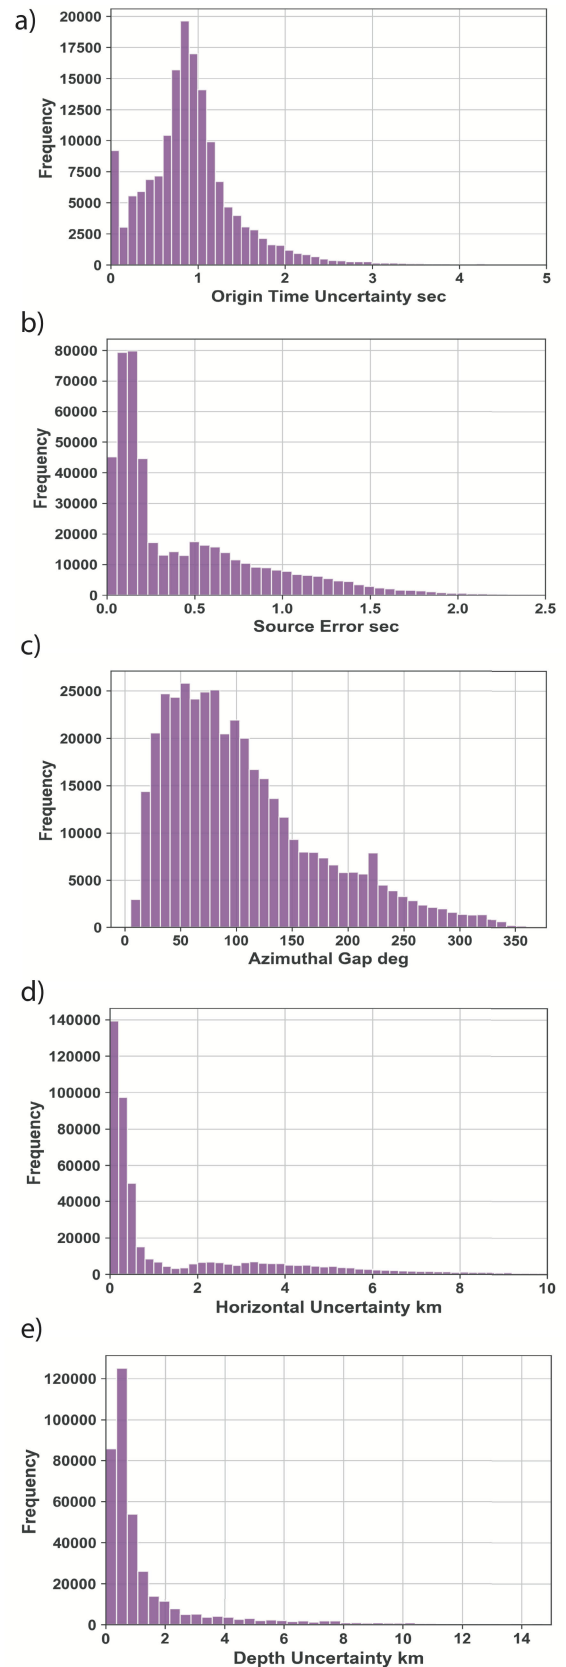 a)
Frequency
20000
17500
15000
12500
10000
7500
5000
2500
0
0 1 2 3 4 5
Origin Time Uncertainty sec
b)
Frequency
80000
70000
60000
50000
40000
30000
20000
10000
0
0.0 0.5 1.0 1.5 2.0 2.5
Source Error sec
c)
Frequency
25000
20000
15000
10000
5000
0
0 50 100 150 200 250 300 350
Azimuthal Gap deg
d)
Frequency
140000
120000
100000
80000
60000
40000
20000
0
0 2 4 6 8 10
Horizontal Uncertainty km
e)
Frequency
120000
100000
80000
60000
40000
20000
0
0 2 4 6 8 10 12 14
Depth Uncertainty km